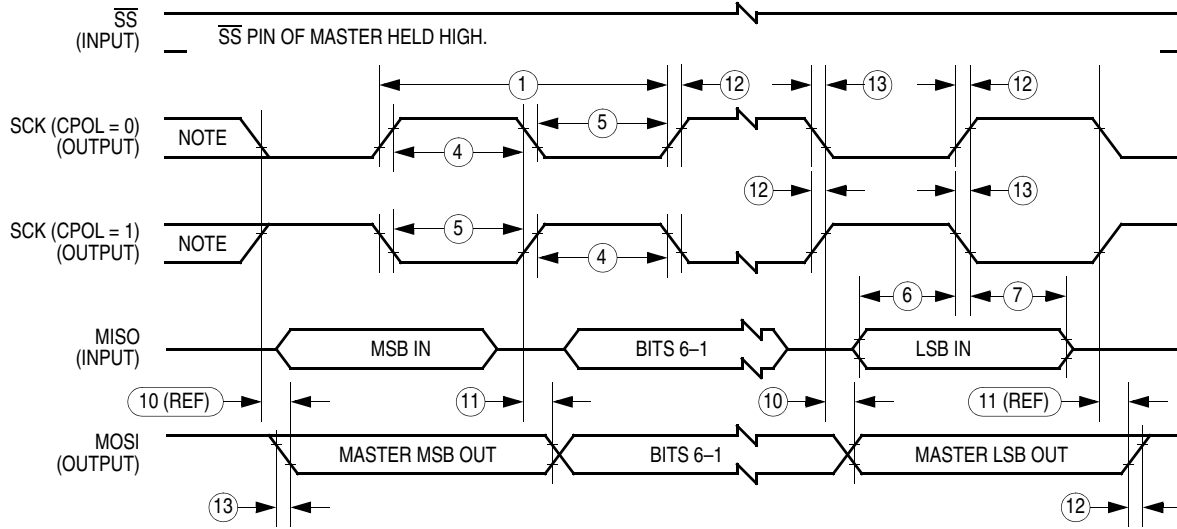 SS
(INPUT)
SS PIN OF MASTER HELD HIGH.
1
12
13
12
SCK (CPOL = 0)
(OUTPUT)
NOTE
5
4
12
13
SCK (CPOL = 1)
(OUTPUT)
NOTE
5
4
6
7
MISO
(INPUT)
MSB IN
BITS 6–1
LSB IN
10 (REF)
11
10
11 (REF)
MOSI
(OUTPUT)
MASTER MSB OUT
BITS 6–1
MASTER LSB OUT
13
12